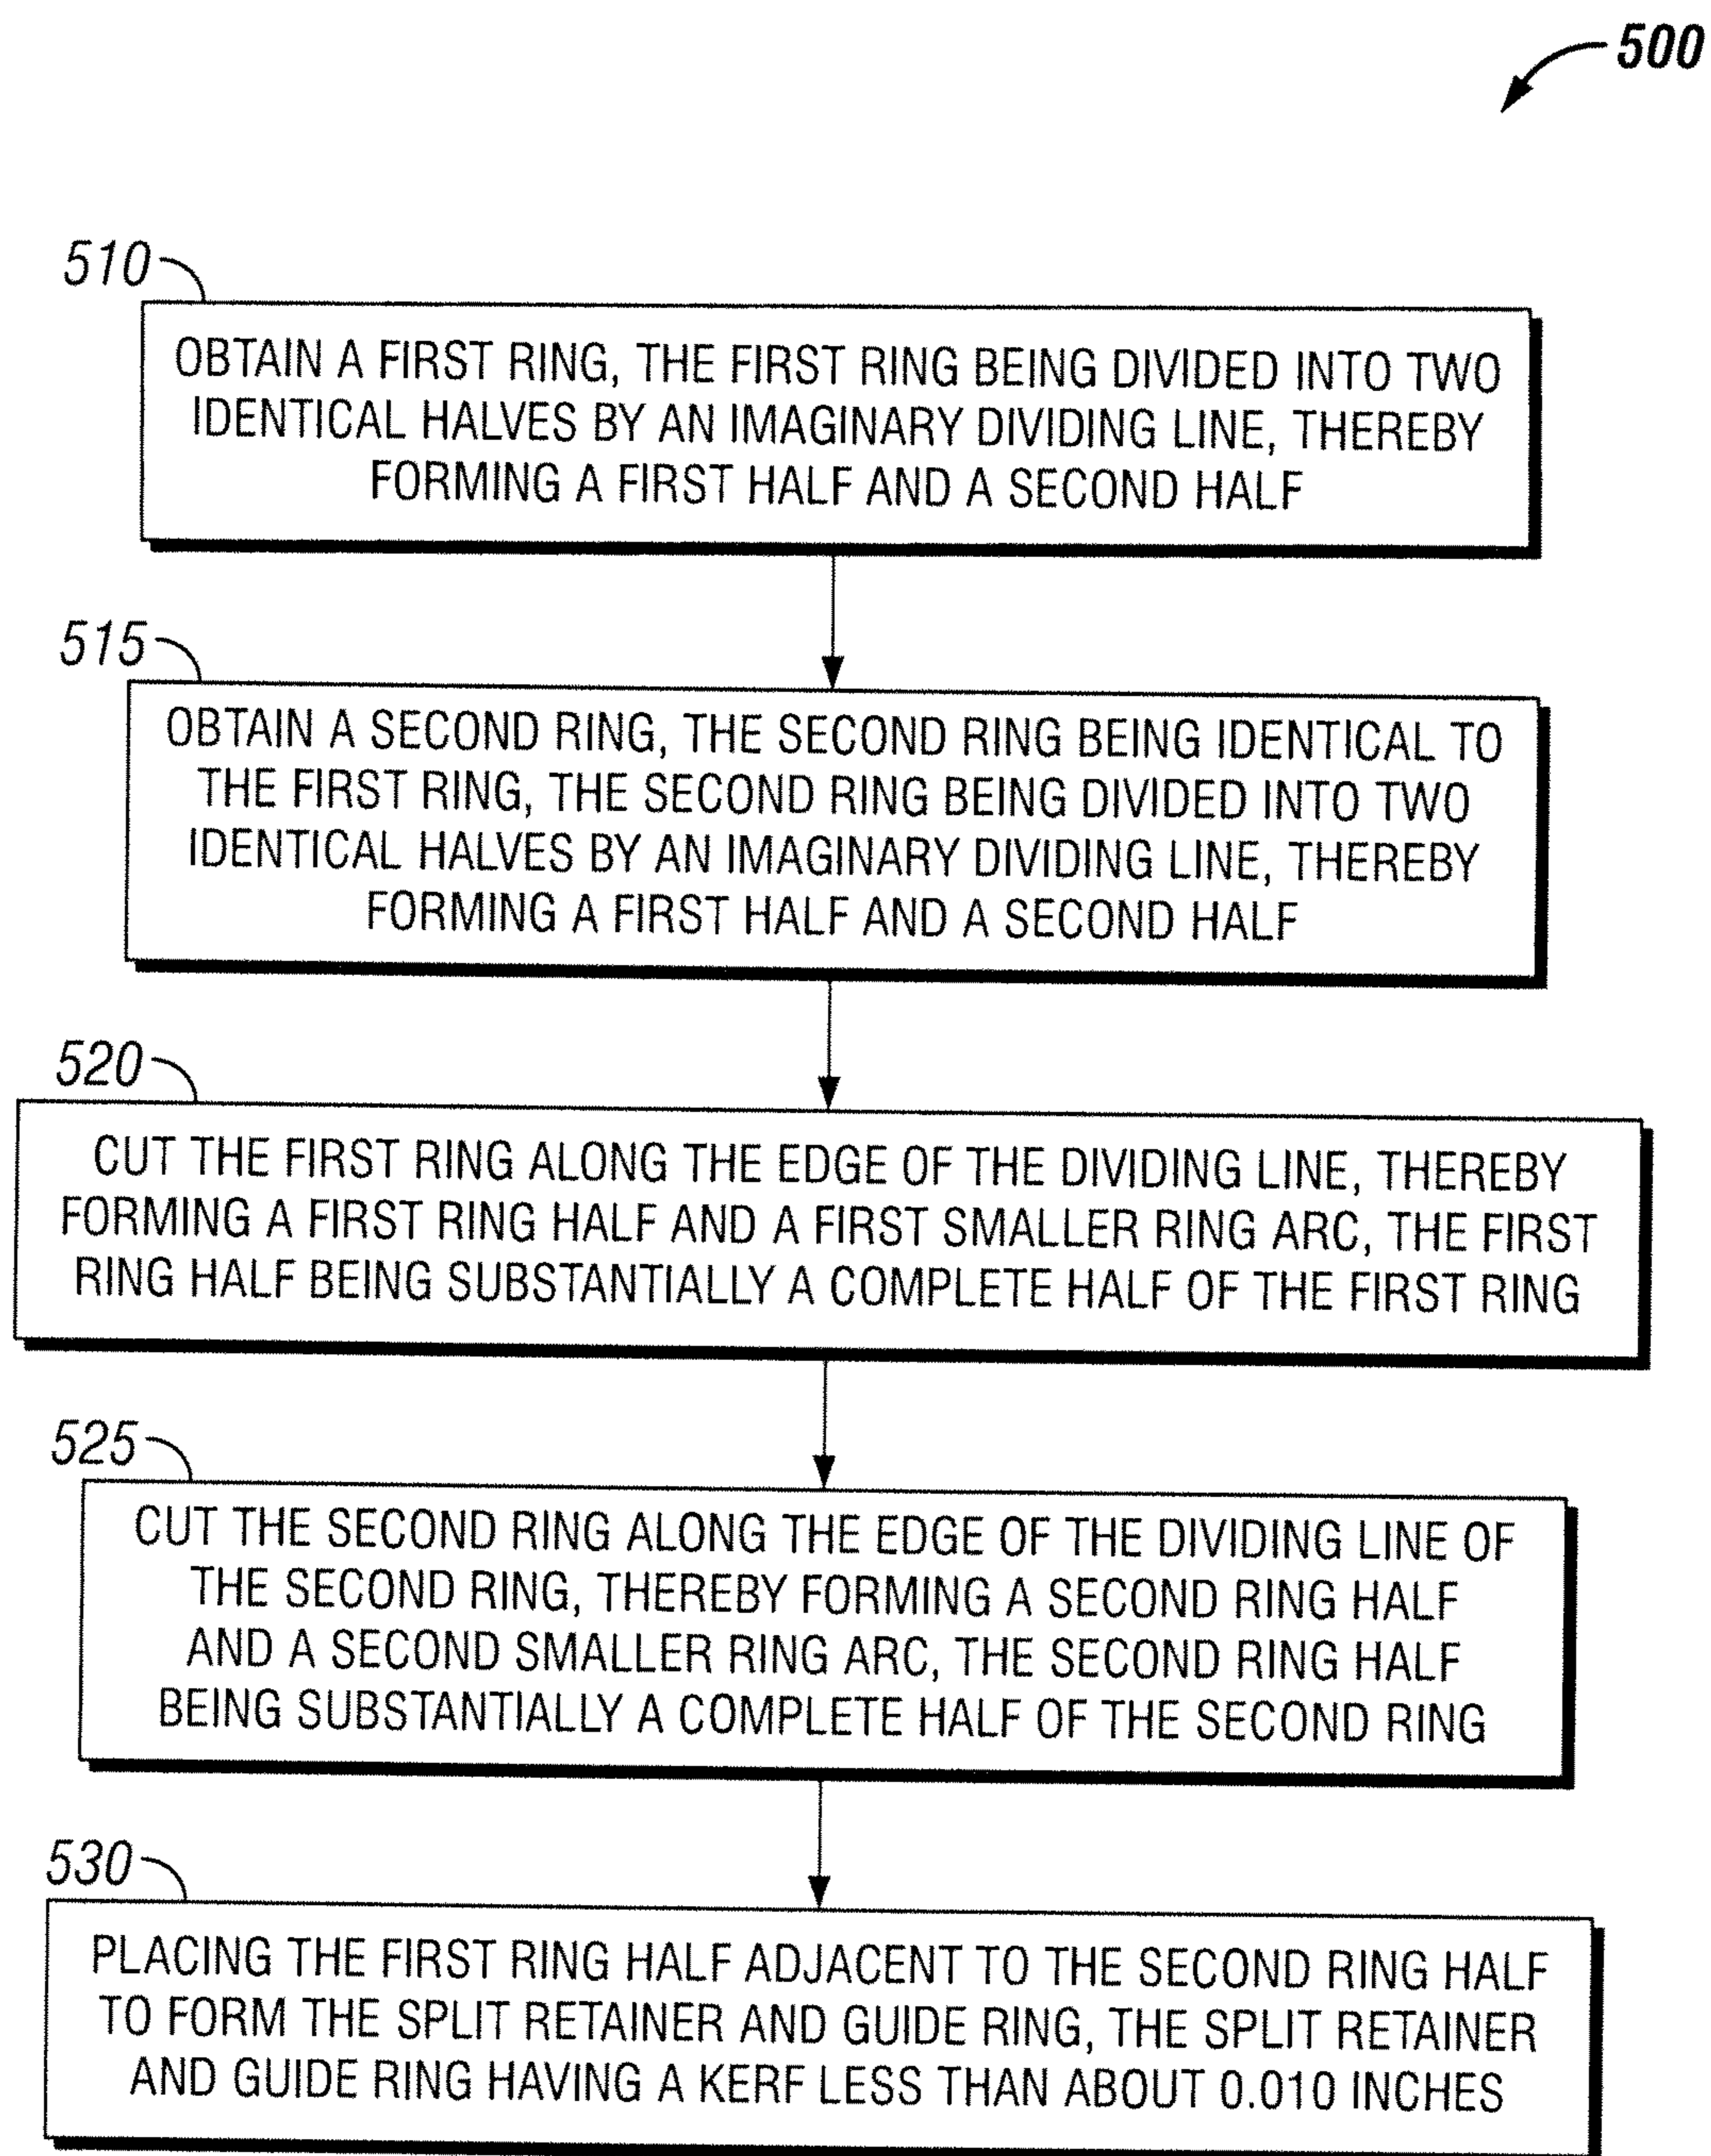 500
510
OBTAIN A FIRST RING, THE FIRST RING BEING DIVIDED INTO TWO
IDENTICAL HALVES BY AN IMAGINARY DIVIDING LINE, THEREBY
FORMING A FIRST HALF AND A SECOND HALF
515
OBTAIN A SECOND RING, THE SECOND RING BEING IDENTICAL TO
THE FIRST RING, THE SECOND RING BEING DIVIDED INTO TWO
IDENTICAL HALVES BY AN IMAGINARY DIVIDING LINE, THEREBY
FORMING A FIRST HALF AND A SECOND HALF
520
CUT THE FIRST RING ALONG THE EDGE OF THE DIVIDING LINE, THEREBY
FORMING A FIRST RING HALF AND A FIRST SMALLER RING ARC, THE FIRST
RING HALF BEING SUBSTANTIALLY A COMPLETE HALF OF THE FIRST RING
525
CUT THE SECOND RING ALONG THE EDGE OF THE DIVIDING LINE OF
THE SECOND RING, THEREBY FORMING A SECOND RING HALF
AND A SECOND SMALLER RING ARC, THE SECOND RING HALF
BEING SUBSTANTIALLY A COMPLETE HALF OF THE SECOND RING
530
PLACING THE FIRST RING HALF ADJACENT TO THE SECOND RING HALF
TO FORM THE SPLIT RETAINER AND GUIDE RING, THE SPLIT RETAINER
AND GUIDE RING HAVING A KERF LESS THAN ABOUT 0.010 INCHES